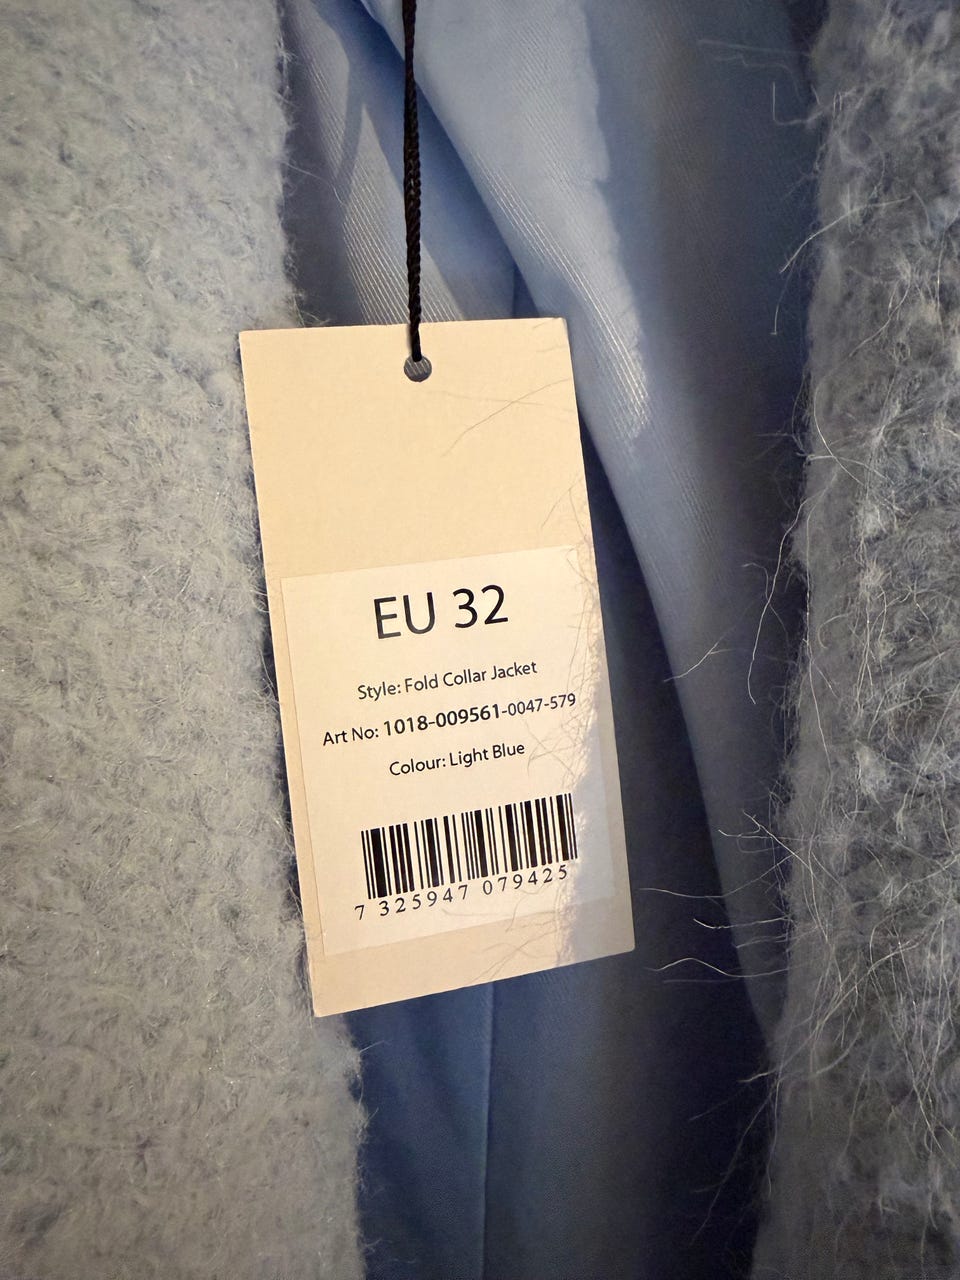 EU 32
Style: Fold Collar Jacket
Art No: 1018-009561-0047-579
Colour: Light Blue
7 325947 079425